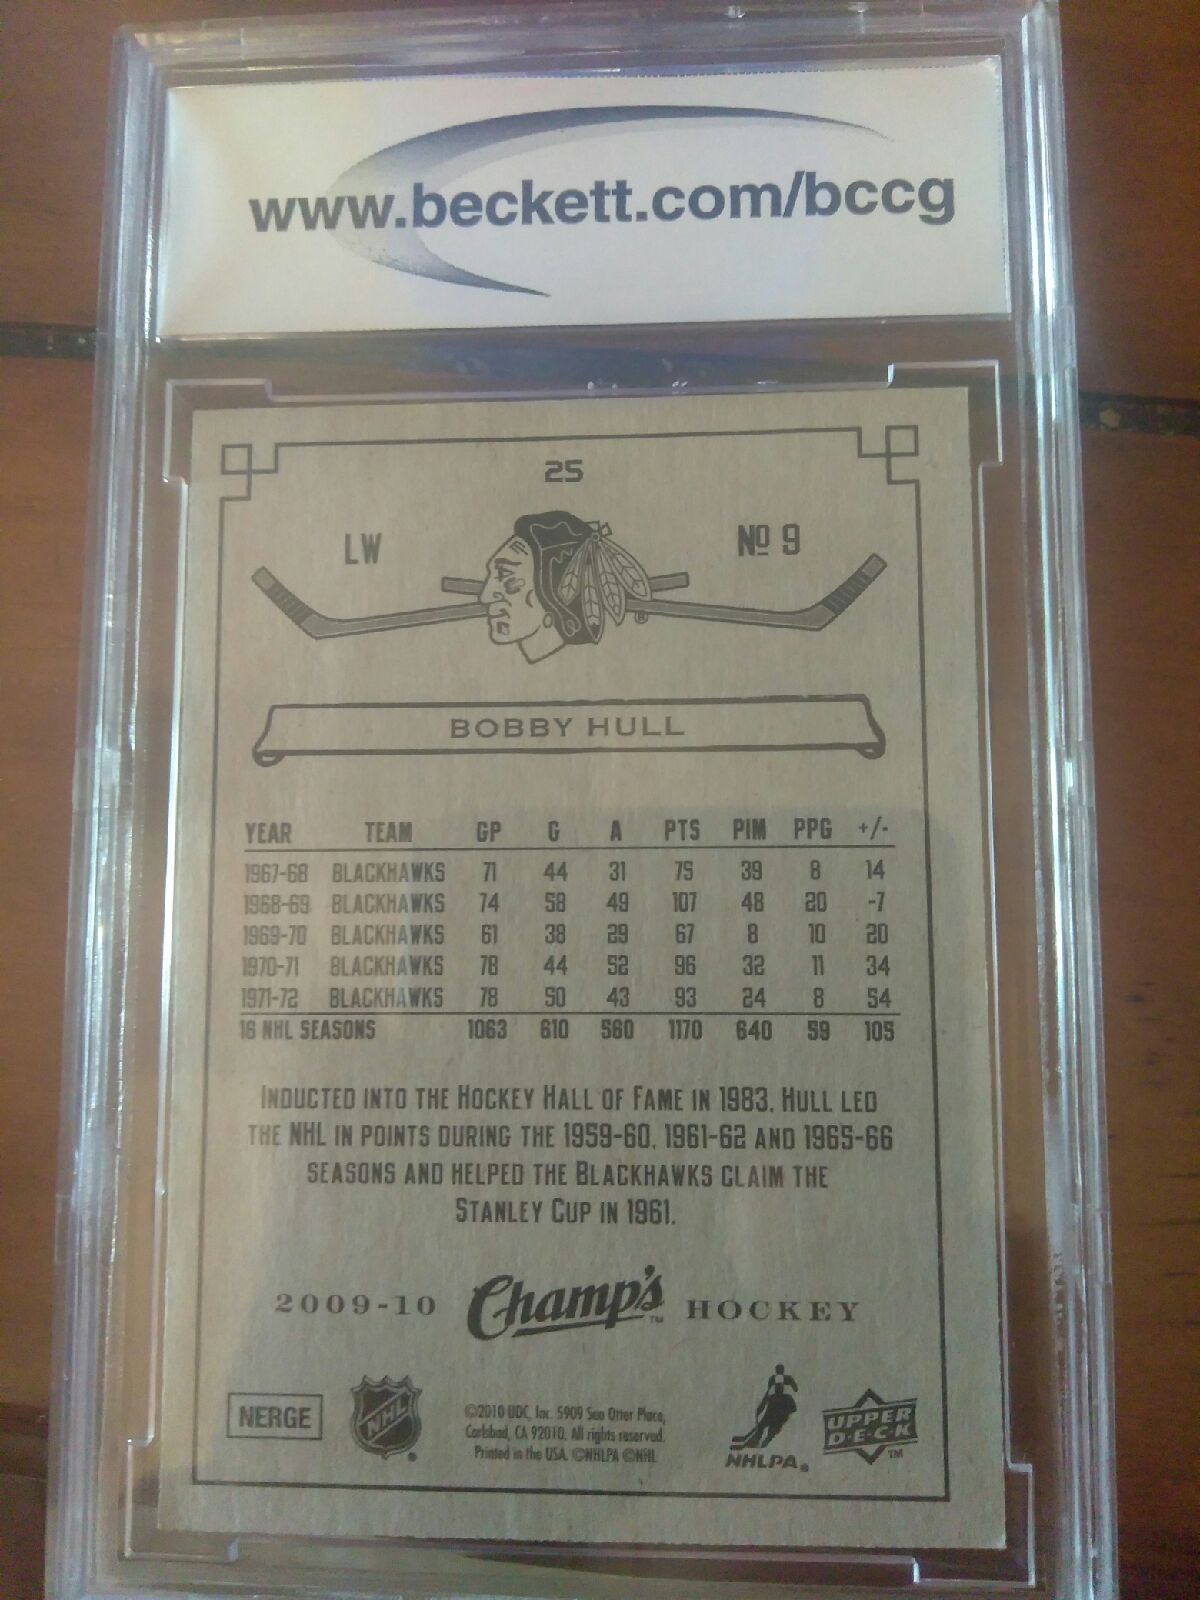 www.beckett.com/bccg
25
LW
Nº 9
BOBBY HULL
YEAR TEAM GP G A PTS PIM PPG +/-
1967-68 BLACKHAWKS 71 44 31 75 39 8 14
1968-69 BLACKHAWKS 74 58 49 107 48 20 -7
1969-70 BLACKHAWKS 61 38 29 67 8 10 20
1970-71 BLACKHAWKS 78 44 52 96 32 11 34
1971-72 BLACKHAWKS 78 50 43 93 24 8 54
16 NHL SEASONS 1063 610 560 1170 640 59 105
INDUCTED INTO THE HOCKEY HALL OF FAME IN 1983, HULL LED
THE NHL IN POINTS DURING THE 1959-60, 1961-62 AND 1965-66
SEASONS AND HELPED THE BLACKHAWKS CLAIM THE
STANLEY CUP IN 1961.
2009-10 Champ's™ HOCKEY
NERGE
NHL
©2010 UDC, Inc. 5909 Sea Otter Place,
Carlsbad, CA 92010. All rights reserved.
Printed in the USA. ©NHLPA ©NHL
NHLPA®
UPPER
D·E·C·K™